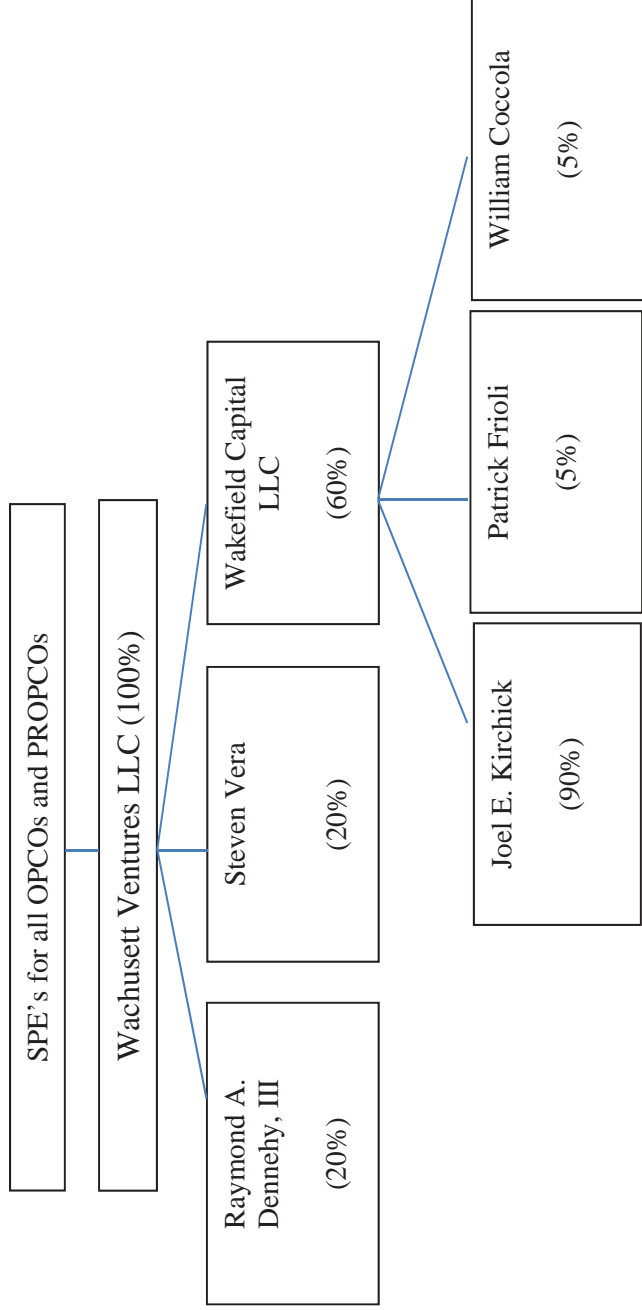 SPE's for all OPCOs and PROPCOs
Wachusett Ventures LLC (100%)
Raymond A.
Dennehy, III
(20%)
Steven Vera
(20%)
Wakefield Capital
LLC
(60%)
Joel E. Kirchick
(90%)
Patrick Frioli
(5%)
William Coccola
(5%)